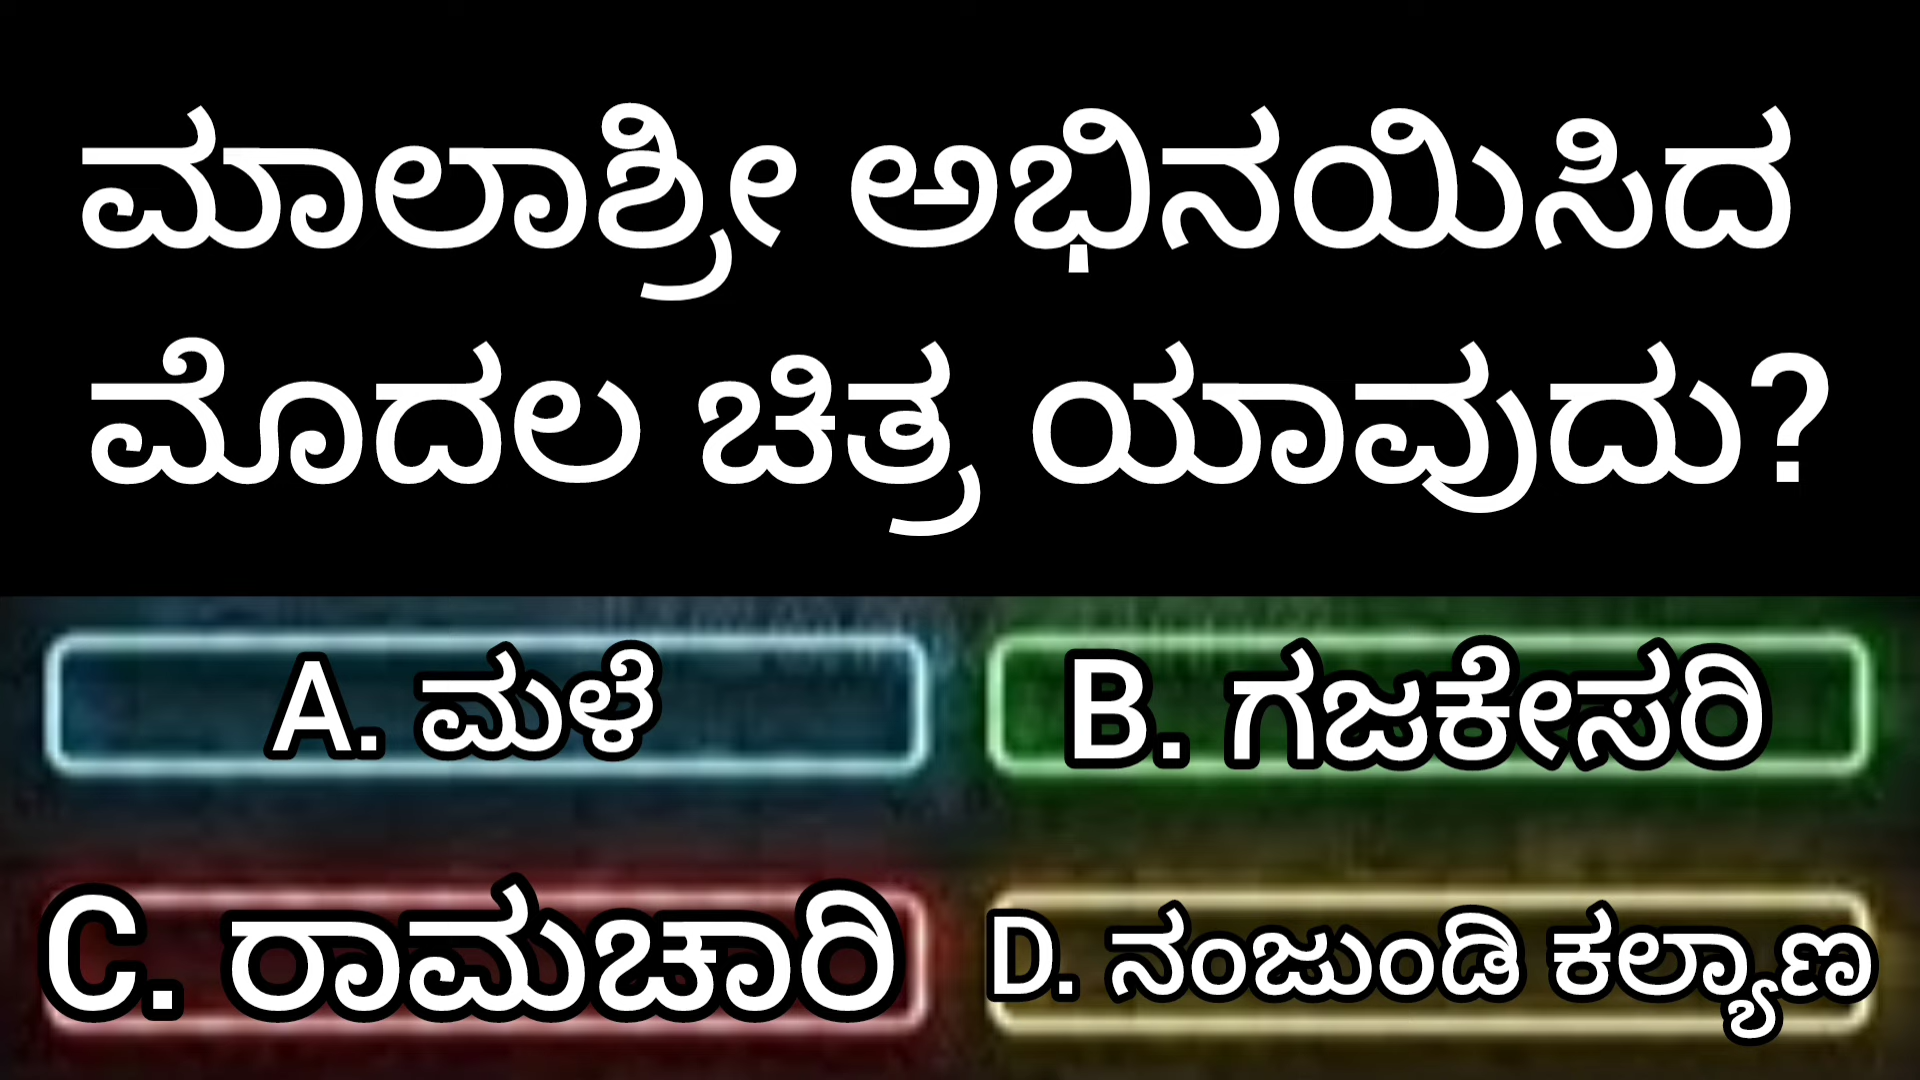 ಮಾಲಾಶ್ರೀ ಅಭಿನಯಿಸಿದ
ಮೊದಲ ಚಿತ್ರ ಯಾವುದು?
A. ಮಳೆ
B. ಗಜಕೇಸರಿ
C. ರಾಮಚಾರಿ
D. ನಂಜುಂಡಿ ಕಲ್ಯಾಣ